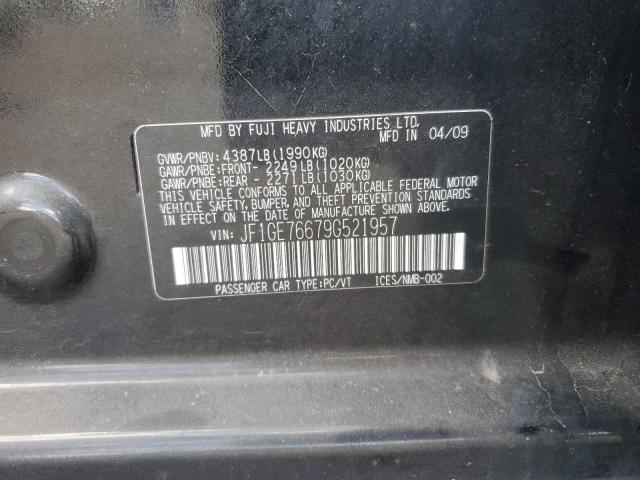 MFD BY FUJI HEAVY INDUSTRIES LTD.
MFD IN 04/09
GVWR/PNBV: 4387LB(1990KG)
GAWR/PNBE:FRONT- 2249LB(1020KG)
GAWR/PNBE:REAR - 2271LB(1030KG)
THIS VEHICLE CONFORMS TO ALL APPLICABLE FEDERAL MOTOR
VEHICLE SAFETY,BUMPER, AND THEFT PREVENTION STANDARDS
IN EFFECT ON THE DATE OF MANUFACTURE SHOWN ABOVE.
VIN: JF1GE76679G521957
PASSENGER CAR TYPE:PC/VT ICES/NMB-002